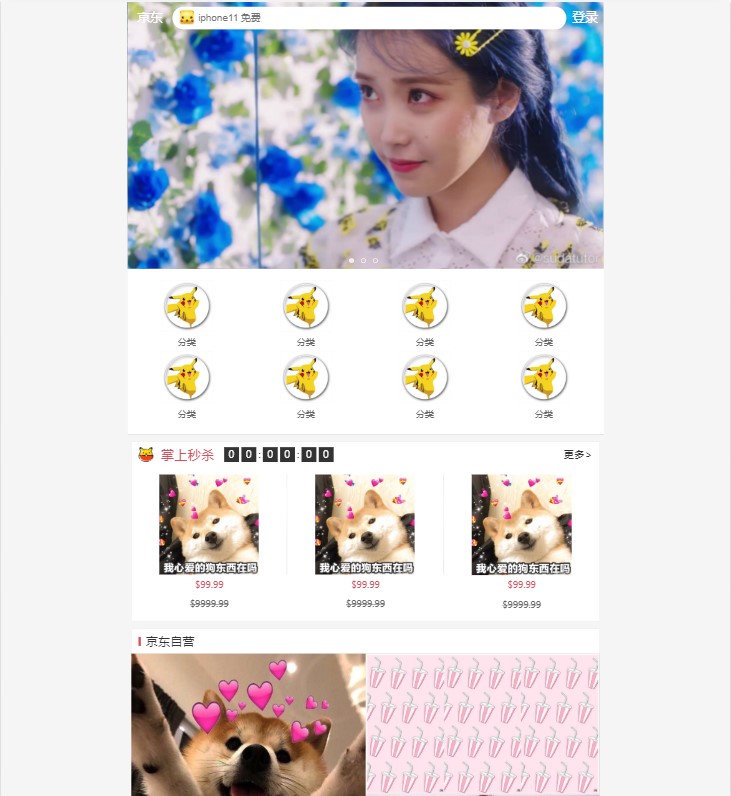 京东 iphone11 免费 登录
分类 分类 分类 分类
分类 分类 分类 分类
掌上秒杀 0 0 : 0 0 : 0 0 更多>
我心爱的狗东西在吗 我心爱的狗东西在吗 我心爱的狗东西在吗
$99.99 $99.99 $99.99
$9999.99 $9999.99 $9999.99
京东自营